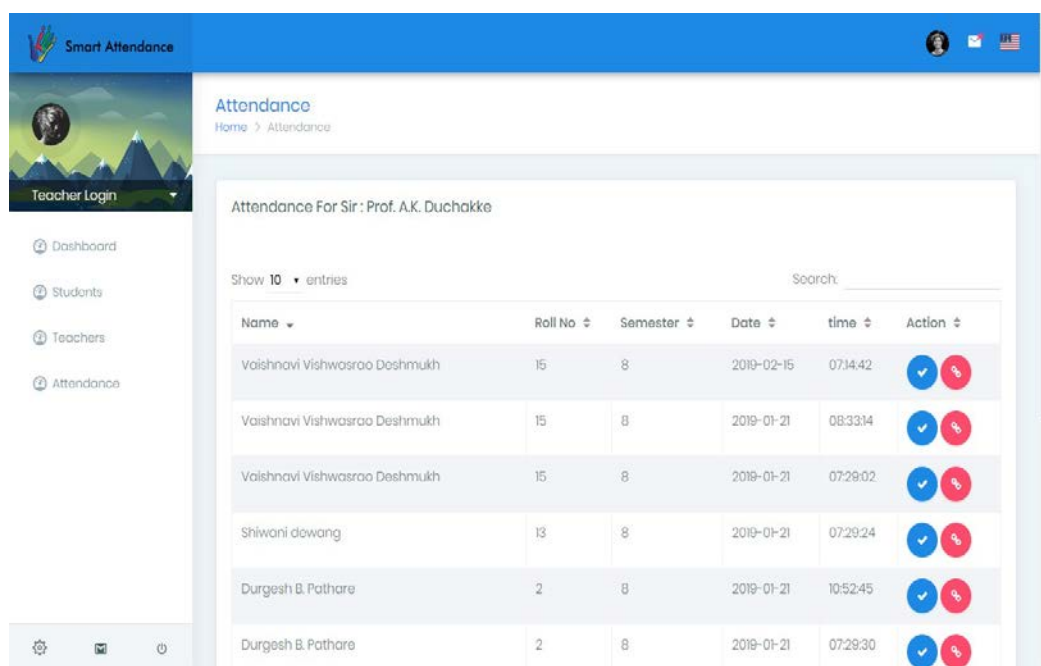 Smart Attendance
Attendance
Home > Attendance
Teacher Login
Dashboard
Students
Teachers
Attendance
Attendance For Sir : Prof. A.K. Duchakke
Show 10 entries Search:
Name Roll No Semester Date time Action
Vaishnavi Vishwasrao Deshmukh 15 8 2019-02-15 07:14:42
Vaishnavi Vishwasrao Deshmukh 15 8 2019-01-21 08:33:14
Vaishnavi Vishwasrao Deshmukh 15 8 2019-01-21 07:29:02
Shiwani dewang 13 8 2019-01-21 07:29:24
Durgesh B. Pathare 2 8 2019-01-21 10:52:45
Durgesh B. Pathare 2 8 2019-01-21 07:29:30